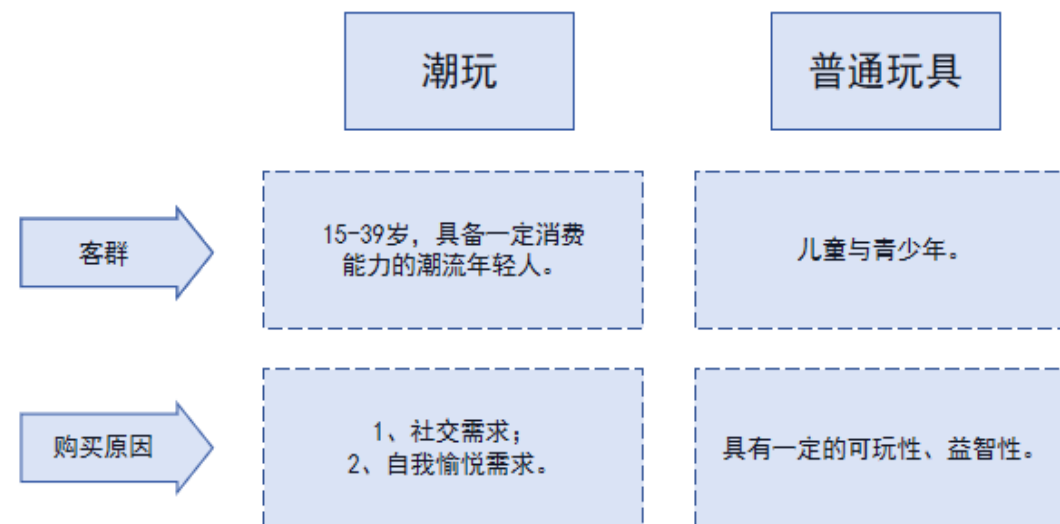 潮玩
普通玩具
客群
15-39岁，具备一定消费
能力的潮流年轻人。
儿童与青少年。
购买原因
1、社交需求；
2、自我愉悦需求。
具有一定的可玩性、益智性。